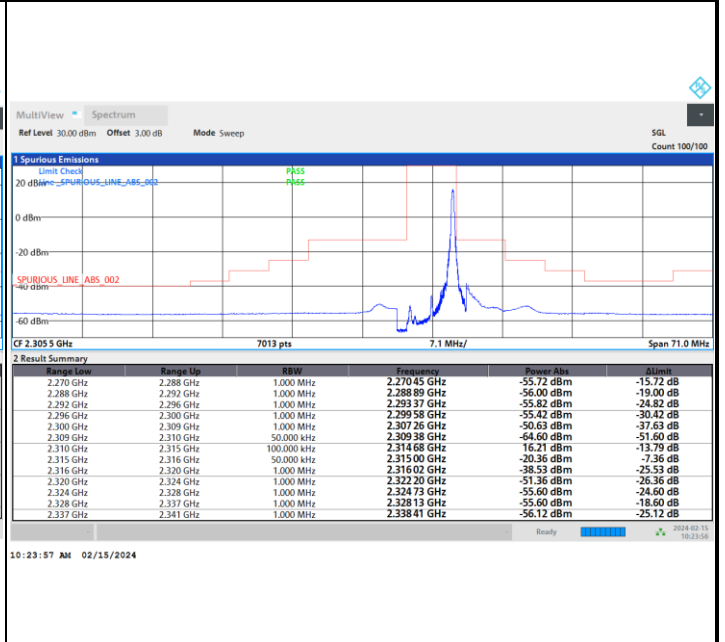 MultiView Spectrum
Ref Level 30.00 dBm Offset 3.00 dB Mode Sweep SGL
Count 100/100
1 Spurious Emissions
Limit Check PASS
Line _SPURIOUS_LINE_ABS_002 PASS
20 dBm
0 dBm
-20 dBm
SPURIOUS_LINE_ABS_002
-40 dBm
-60 dBm
CF 2.305 5 GHz 7013 pts 7.1 MHz/ Span 71.0 MHz
2 Result Summary
Range Low Range Up RBW Frequency Power Abs ΔLimit
2.270 GHz 2.288 GHz 1.000 MHz 2.270 45 GHz -55.72 dBm -15.72 dB
2.288 GHz 2.292 GHz 1.000 MHz 2.288 89 GHz -56.00 dBm -19.00 dB
2.292 GHz 2.296 GHz 1.000 MHz 2.293 37 GHz -55.82 dBm -24.82 dB
2.296 GHz 2.300 GHz 1.000 MHz 2.299 58 GHz -55.42 dBm -30.42 dB
2.300 GHz 2.309 GHz 1.000 MHz 2.307 26 GHz -50.63 dBm -37.63 dB
2.309 GHz 2.310 GHz 50.000 kHz 2.309 38 GHz -64.60 dBm -51.60 dB
2.310 GHz 2.315 GHz 100.000 kHz 2.314 68 GHz 16.21 dBm -13.79 dB
2.315 GHz 2.316 GHz 50.000 kHz 2.315 00 GHz -20.36 dBm -7.36 dB
2.316 GHz 2.320 GHz 1.000 MHz 2.316 02 GHz -38.53 dBm -25.53 dB
2.320 GHz 2.324 GHz 1.000 MHz 2.322 20 GHz -51.36 dBm -26.36 dB
2.324 GHz 2.328 GHz 1.000 MHz 2.324 73 GHz -55.60 dBm -24.60 dB
2.328 GHz 2.337 GHz 1.000 MHz 2.328 13 GHz -55.60 dBm -18.60 dB
2.337 GHz 2.341 GHz 1.000 MHz 2.338 41 GHz -56.12 dBm -25.12 dB
Ready 2024-02-15
10:23:56
10:23:57 AM 02/15/2024